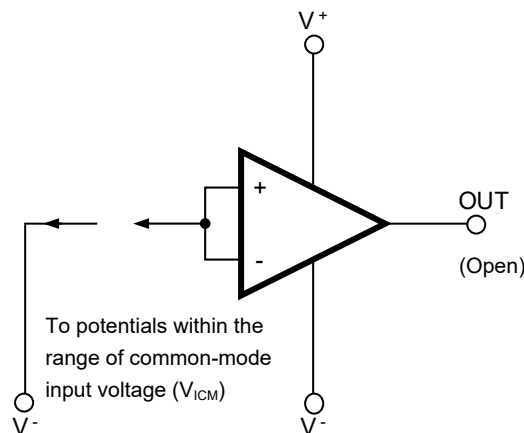 V+
+
OUT
-
(Open)
To potentials within the
range of common-mode
input voltage (VICM)
V-
V-